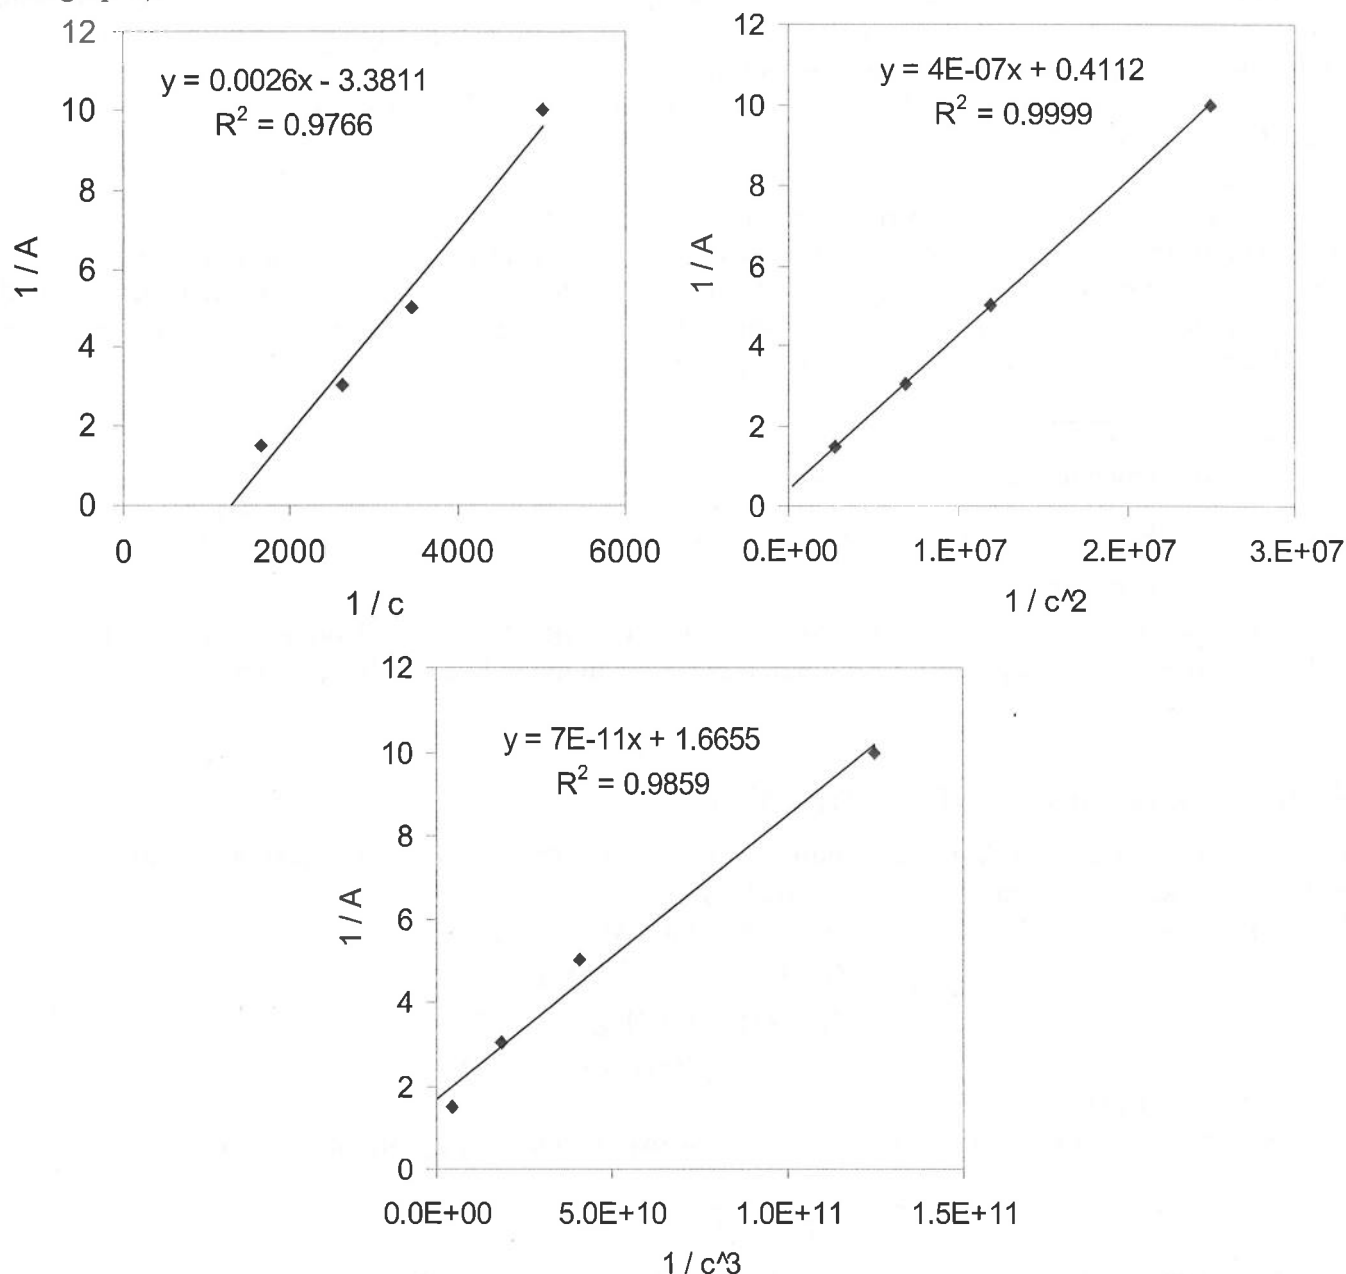 12
10
8
6
4
2
0
y = 0.0026x - 3.3811
R² = 0.9766
1 / A
0
2000
4000
6000
1 / c
12
10
8
6
4
2
0
y = 4E-07x + 0.4112
R² = 0.9999
1 / A
0.E+00
1.E+07
2.E+07
3.E+07
1 / c^2
12
10
8
6
4
2
0
y = 7E-11x + 1.6655
R² = 0.9859
1 / A
0.0E+00
5.0E+10
1.0E+11
1.5E+11
1 / c^3